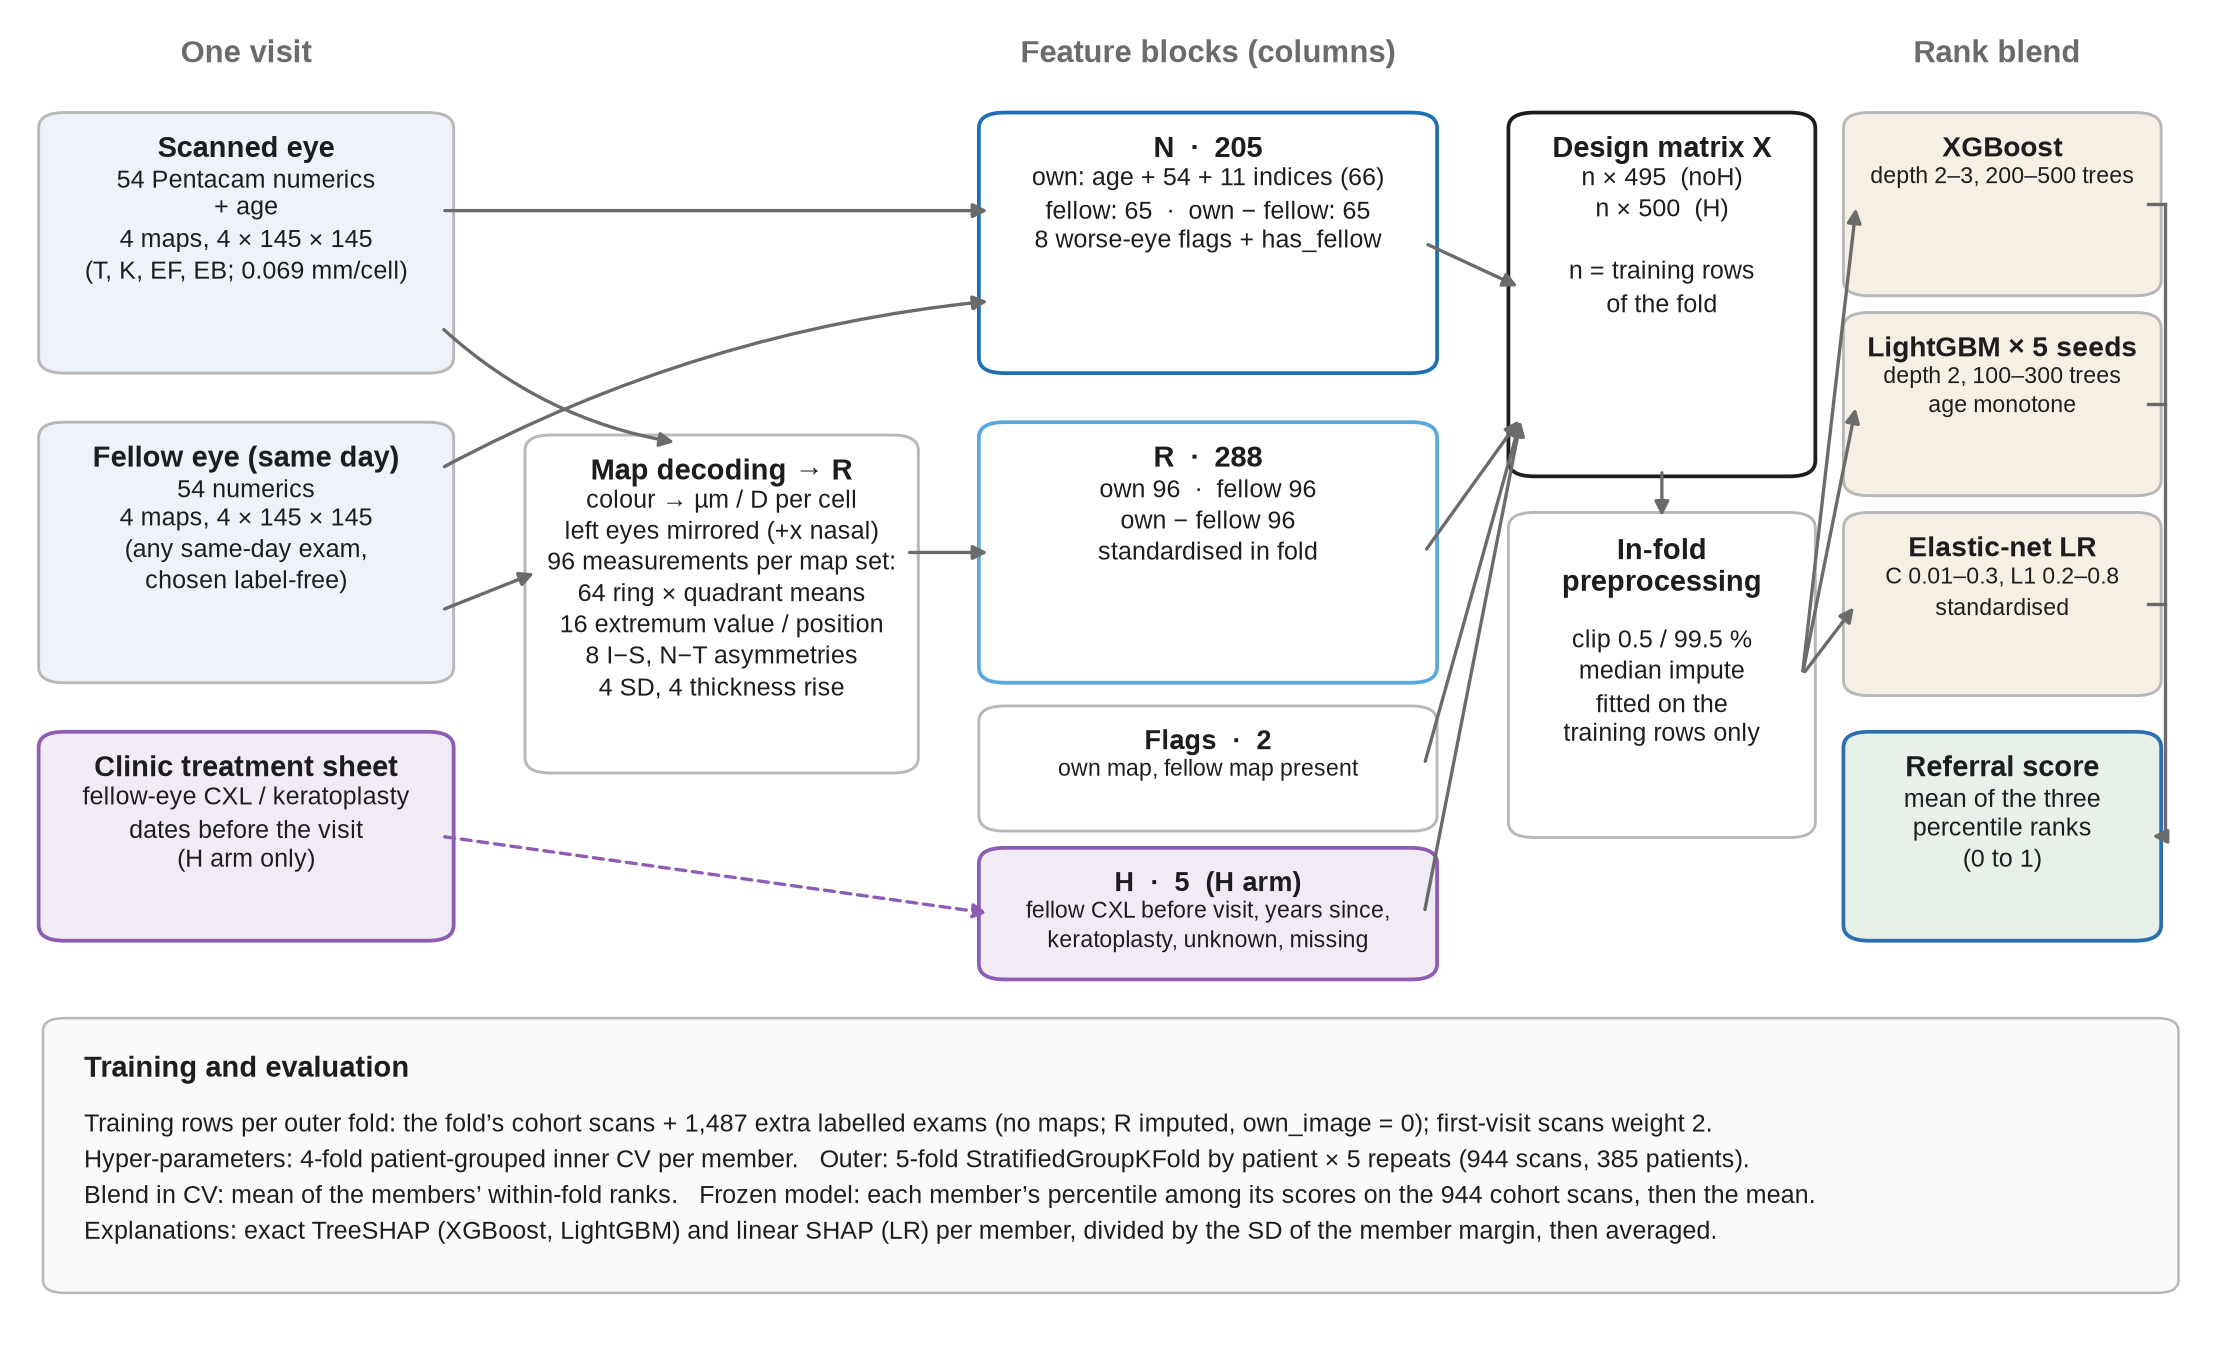 One visit
Feature blocks (columns)
Rank blend
Scanned eye
54 Pentacam numerics
+ age
4 maps, 4 × 145 × 145
(T, K, EF, EB; 0.069 mm/cell)
Fellow eye (same day)
54 numerics
4 maps, 4 × 145 × 145
(any same-day exam,
chosen label-free)
Clinic treatment sheet
fellow-eye CXL / keratoplasty
dates before the visit
(H arm only)
Map decoding → R
colour → µm / D per cell
left eyes mirrored (+x nasal)
96 measurements per map set:
64 ring × quadrant means
16 extremum value / position
8 I−S, N−T asymmetries
4 SD, 4 thickness rise
N · 205
own: age + 54 + 11 indices (66)
fellow: 65 · own − fellow: 65
8 worse-eye flags + has_fellow
R · 288
own 96 · fellow 96
own − fellow 96
standardised in fold
Flags · 2
own map, fellow map present
H · 5 (H arm)
fellow CXL before visit, years since,
keratoplasty, unknown, missing
Design matrix X
n × 495 (noH)
n × 500 (H)
n = training rows
of the fold
In-fold
preprocessing
clip 0.5 / 99.5 %
median impute
fitted on the
training rows only
XGBoost
depth 2–3, 200–500 trees
LightGBM × 5 seeds
depth 2, 100–300 trees
age monotone
Elastic-net LR
C 0.01–0.3, L1 0.2–0.8
standardised
Referral score
mean of the three
percentile ranks
(0 to 1)
Training and evaluation
Training rows per outer fold: the fold’s cohort scans + 1,487 extra labelled exams (no maps; R imputed, own_image = 0); first-visit scans weight 2.
Hyper-parameters: 4-fold patient-grouped inner CV per member. Outer: 5-fold StratifiedGroupKFold by patient × 5 repeats (944 scans, 385 patients).
Blend in CV: mean of the members’ within-fold ranks. Frozen model: each member’s percentile among its scores on the 944 cohort scans, then the mean.
Explanations: exact TreeSHAP (XGBoost, LightGBM) and linear SHAP (LR) per member, divided by the SD of the member margin, then averaged.